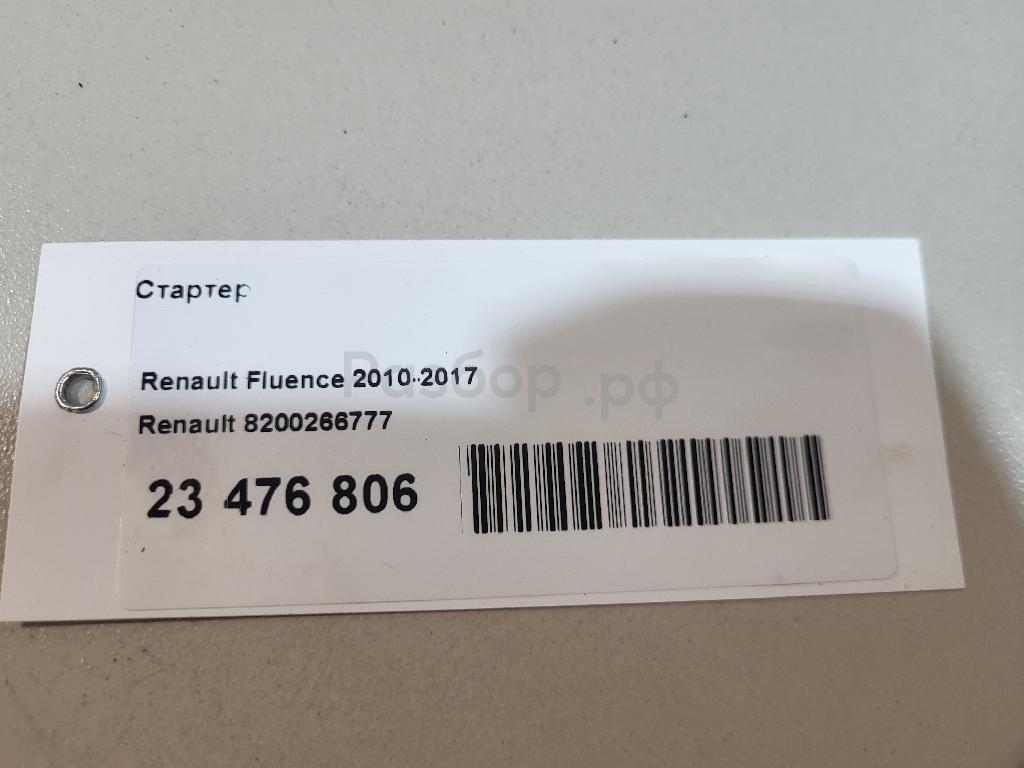 Стартер
Renault Fluence 2010-2017
Разбор.рф
Renault 8200266777
23 476 806